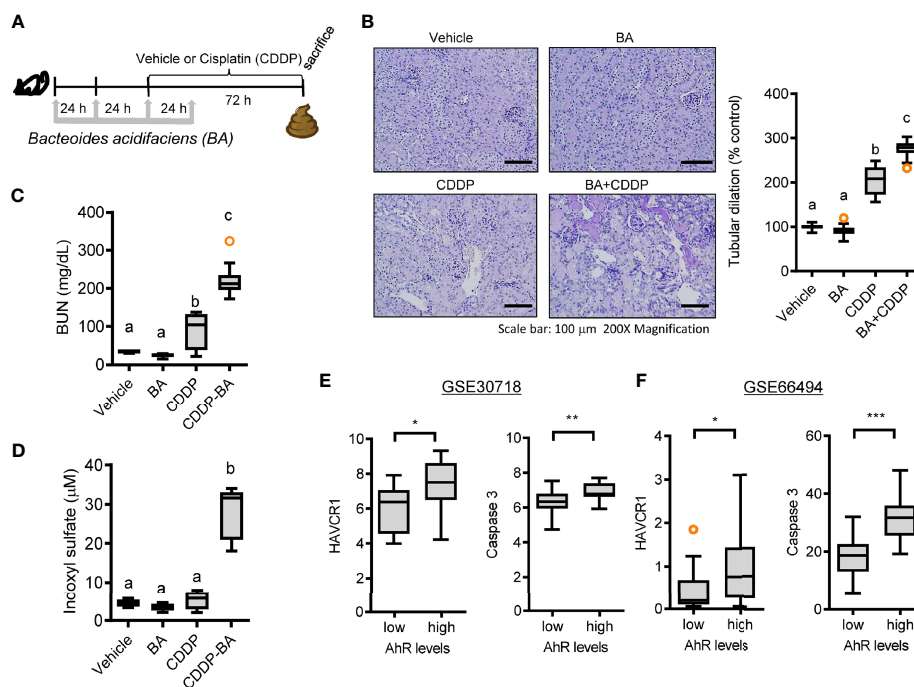 A
Vehicle or Cisplatin (CDDP)
sacrifice
24 h
24 h
24 h
72 h
Bacteoides acidifaciens (BA)
B
Vehicle
BA
CDDP
BA+CDDP
Scale bar: 100 μm 200X Magnification
Tubular dilation (% control)
400
300
200
100
0
a
a
b
c
Vehicle
BA
CDDP
BA+CDDP
C
BUN (mg/dL)
400
300
200
100
0
a
a
b
c
Vehicle
BA
CDDP
CDDP-BA
D
Incoxyl sulfate (μM)
40
30
20
10
0
a
a
a
b
Vehicle
BA
CDDP
CDDP-BA
E
GSE30718
HAVCR1
10
8
6
4
2
0
*
low
high
AhR levels
Caspase 3
10
8
6
4
2
0
**
low
high
AhR levels
F
GSE66494
HAVCR1
4
3
2
1
0
*
low
high
AhR levels
Caspase 3
60
40
20
0
***
low
high
AhR levels